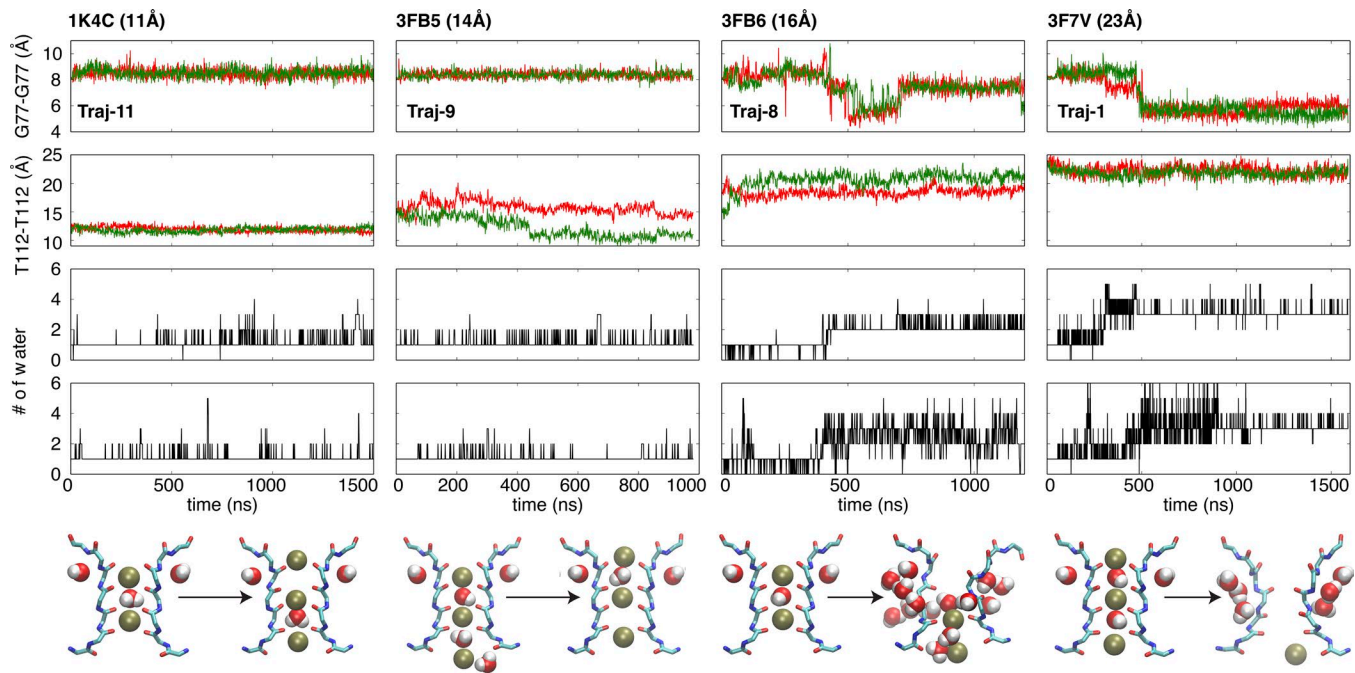 1K4C (11Å) 3FB5 (14Å) 3FB6 (16Å) 3F7V (23Å)
G77-G77 (Å)
10
8
6
4
Traj-11 Traj-9 Traj-8 Traj-1
T112-T112 (Å)
25
20
15
10
# of water
6
4
2
0
6
4
2
0
0 500 1000 1500 0 200 400 600 800 1000 0 500 1000 0 500 1000 1500
time (ns) time (ns) time (ns) time (ns)